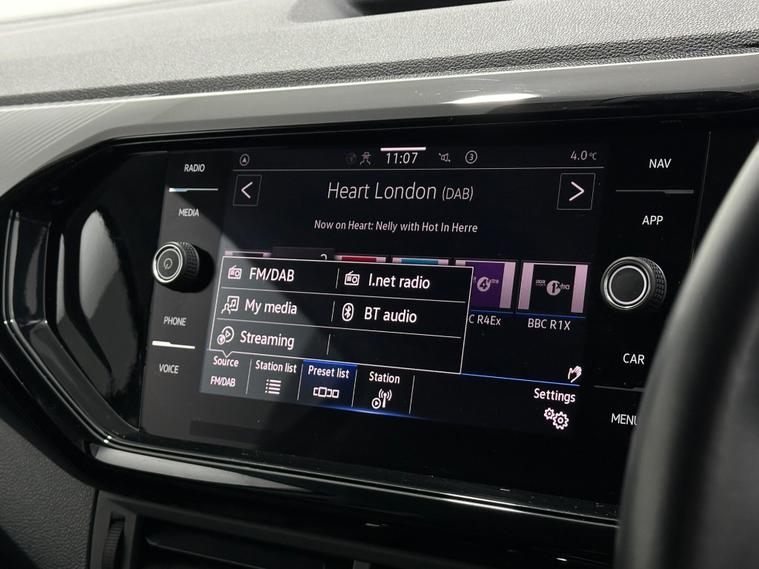 RADIO
MEDIA
PHONE
VOICE
11:07
3
4.0°C
Heart London (DAB)
Now on Heart: Nelly with Hot In Herre
FM/DAB
I.net radio
My media
BT audio
Streaming
C R4Ex
BBC R1X
Source
FM/DAB
Station list
Preset list
Station
Settings
NAV
APP
CAR
MENU